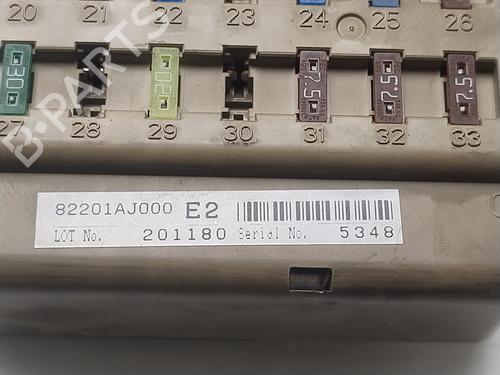 20 21 22 23 24 25 26
30 20 7.5 7.5 7.5
27 28 29 30 31 32 33
82201AJ000 E2
LOT No. 201180 Serial No. 5348
B-PARTS